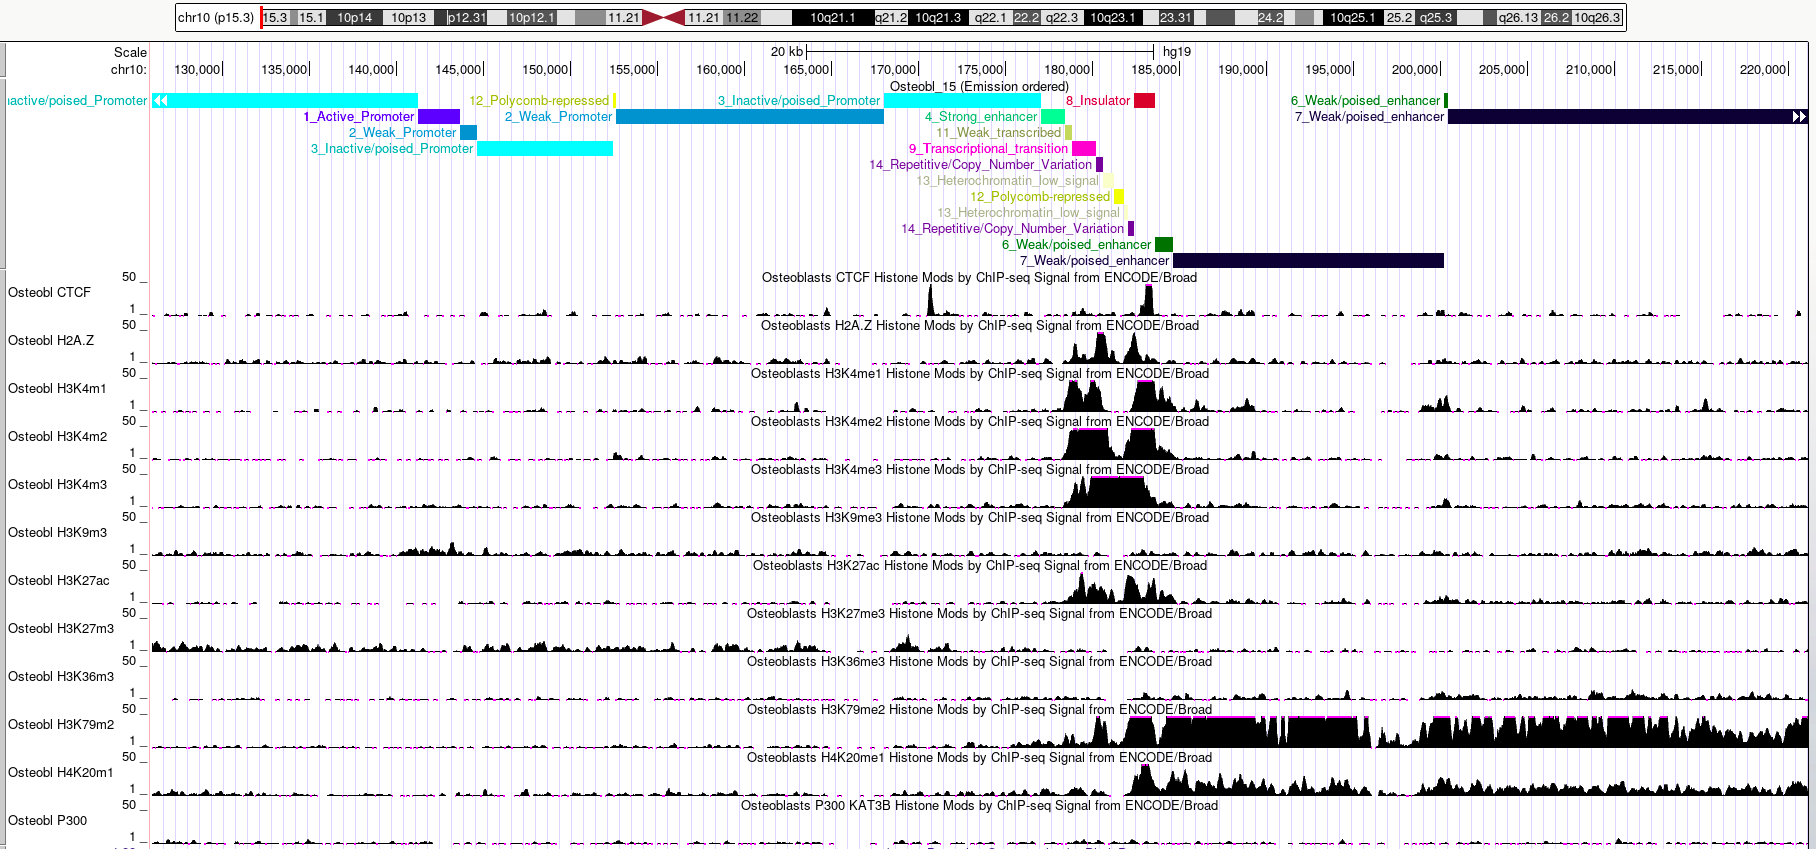 chr10 (p15.3) 15.3 15.1 10p14 10p13 p12.31 10p12.1 11.21 11.21 11.22 10q21.1 q21.2 10q21.3 q22.1 22.2 q22.3 10q23.1 23.31 24.2 10q25.1 25.2 q25.3 q26.13 26.2 10q26.3
Scale 20 kb hg19
chr10: 130,000 135,000 140,000 145,000 150,000 155,000 160,000 165,000 170,000 175,000 180,000 185,000 190,000 195,000 200,000 205,000 210,000 215,000 220,000
Osteobl_15 (Emission ordered)
nactive/poised_Promoter 12_Polycomb-repressed 3_Inactive/poised_Promoter 8_Insulator 6_Weak/poised_enhancer
1_Active_Promoter 2_Weak_Promoter 4_Strong_enhancer 7_Weak/poised_enhancer
2_Weak_Promoter 11_Weak_transcribed
3_Inactive/poised_Promoter 9_Transcriptional_transition
14_Repetitive/Copy_Number_Variation
13_Heterochromatin_low_signal
12_Polycomb-repressed
13_Heterochromatin_low_signal
14_Repetitive/Copy_Number_Variation
6_Weak/poised_enhancer
7_Weak/poised_enhancer
50 _ Osteoblasts CTCF Histone Mods by ChIP-seq Signal from ENCODE/Broad
Osteobl CTCF
1 _
50 _ Osteoblasts H2A.Z Histone Mods by ChIP-seq Signal from ENCODE/Broad
Osteobl H2A.Z
1 _
50 _ Osteoblasts H3K4me1 Histone Mods by ChIP-seq Signal from ENCODE/Broad
Osteobl H3K4m1
1 _
50 _ Osteoblasts H3K4me2 Histone Mods by ChIP-seq Signal from ENCODE/Broad
Osteobl H3K4m2
1 _
50 _ Osteoblasts H3K4me3 Histone Mods by ChIP-seq Signal from ENCODE/Broad
Osteobl H3K4m3
1 _
50 _ Osteoblasts H3K9me3 Histone Mods by ChIP-seq Signal from ENCODE/Broad
Osteobl H3K9m3
1 _
50 _ Osteoblasts H3K27ac Histone Mods by ChIP-seq Signal from ENCODE/Broad
Osteobl H3K27ac
1 _
50 _ Osteoblasts H3K27me3 Histone Mods by ChIP-seq Signal from ENCODE/Broad
Osteobl H3K27m3
1 _
50 _ Osteoblasts H3K36me3 Histone Mods by ChIP-seq Signal from ENCODE/Broad
Osteobl H3K36m3
1 _
50 _ Osteoblasts H3K79me2 Histone Mods by ChIP-seq Signal from ENCODE/Broad
Osteobl H3K79m2
1 _
50 _ Osteoblasts H4K20me1 Histone Mods by ChIP-seq Signal from ENCODE/Broad
Osteobl H4K20m1
1 _
50 _ Osteoblasts P300 KAT3B Histone Mods by ChIP-seq Signal from ENCODE/Broad
Osteobl P300
1 _